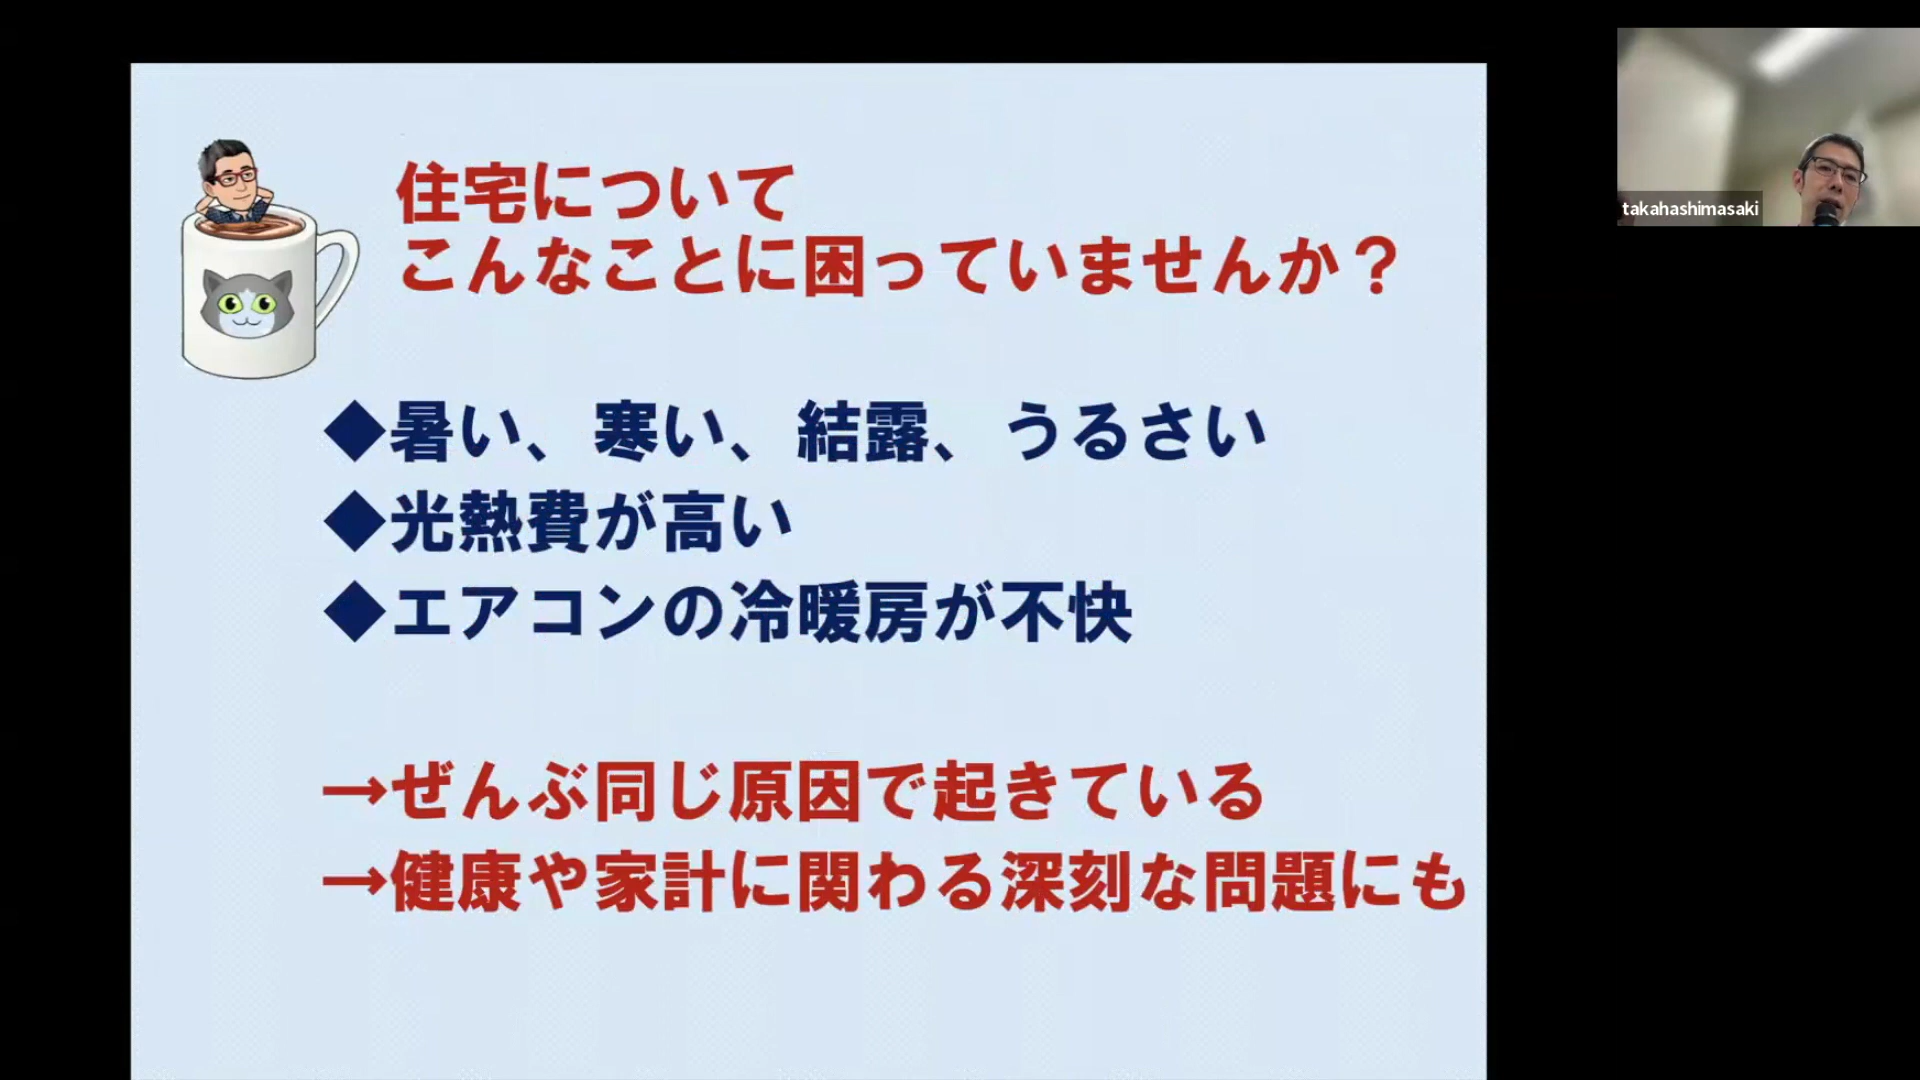 住宅について
こんなことに困っていませんか？
◆暑い、寒い、結露、うるさい
◆光熱費が高い
◆エアコンの冷暖房が不快
→ぜんぶ同じ原因で起きている
→健康や家計に関わる深刻な問題にも
takahashimasaki